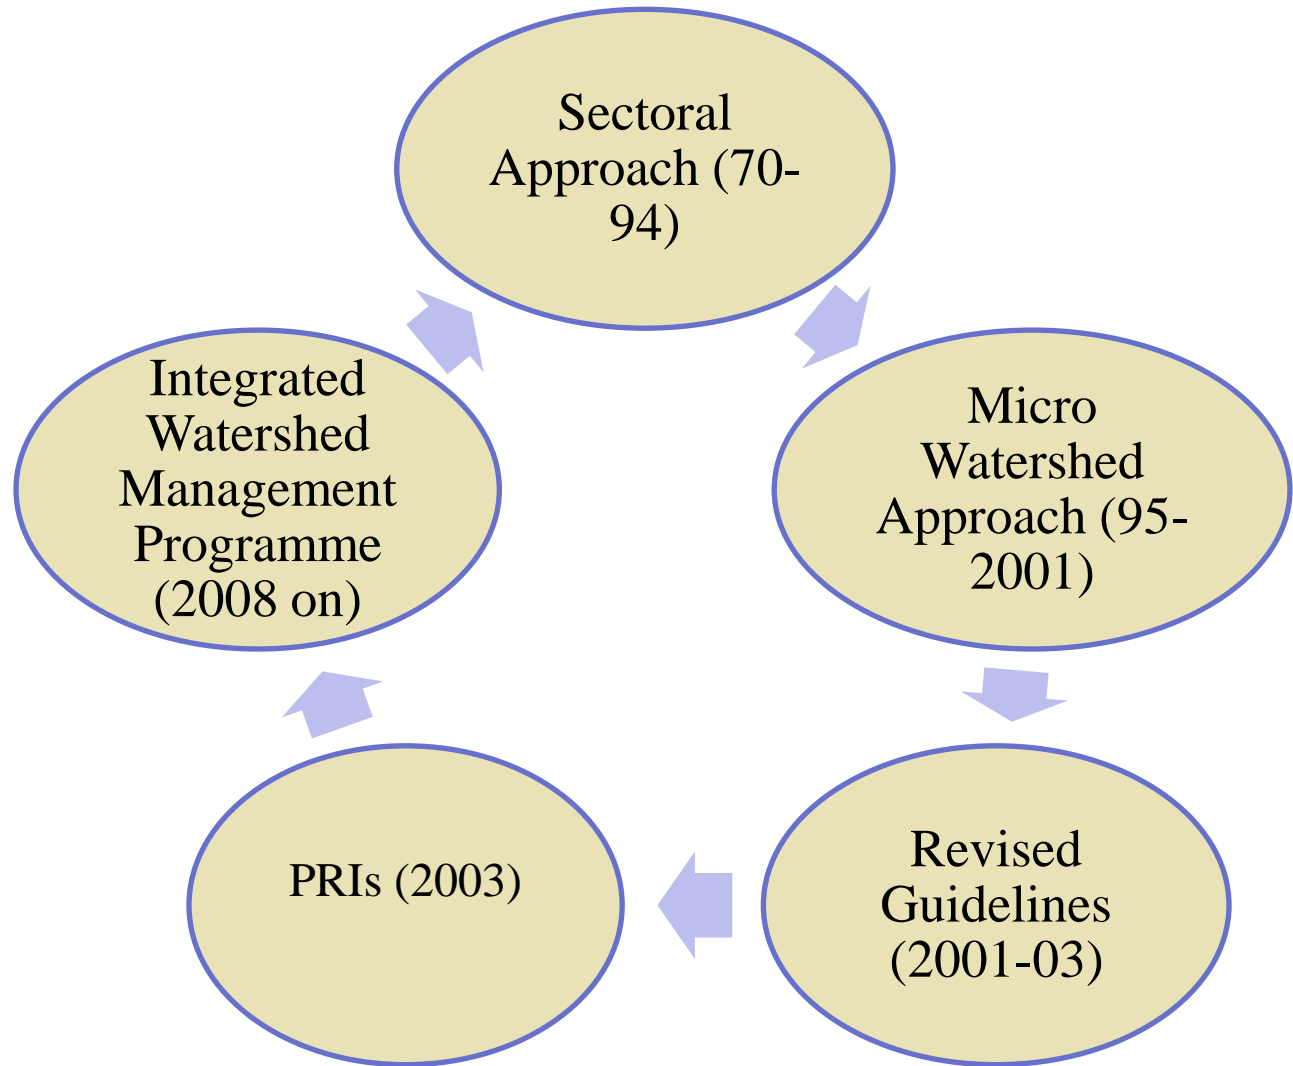 Sectoral
Approach (70-
94)
Micro
Watershed
Approach (95-
2001)
Revised
Guidelines
(2001-03)
PRIs (2003)
Integrated
Watershed
Management
Programme
(2008 on)